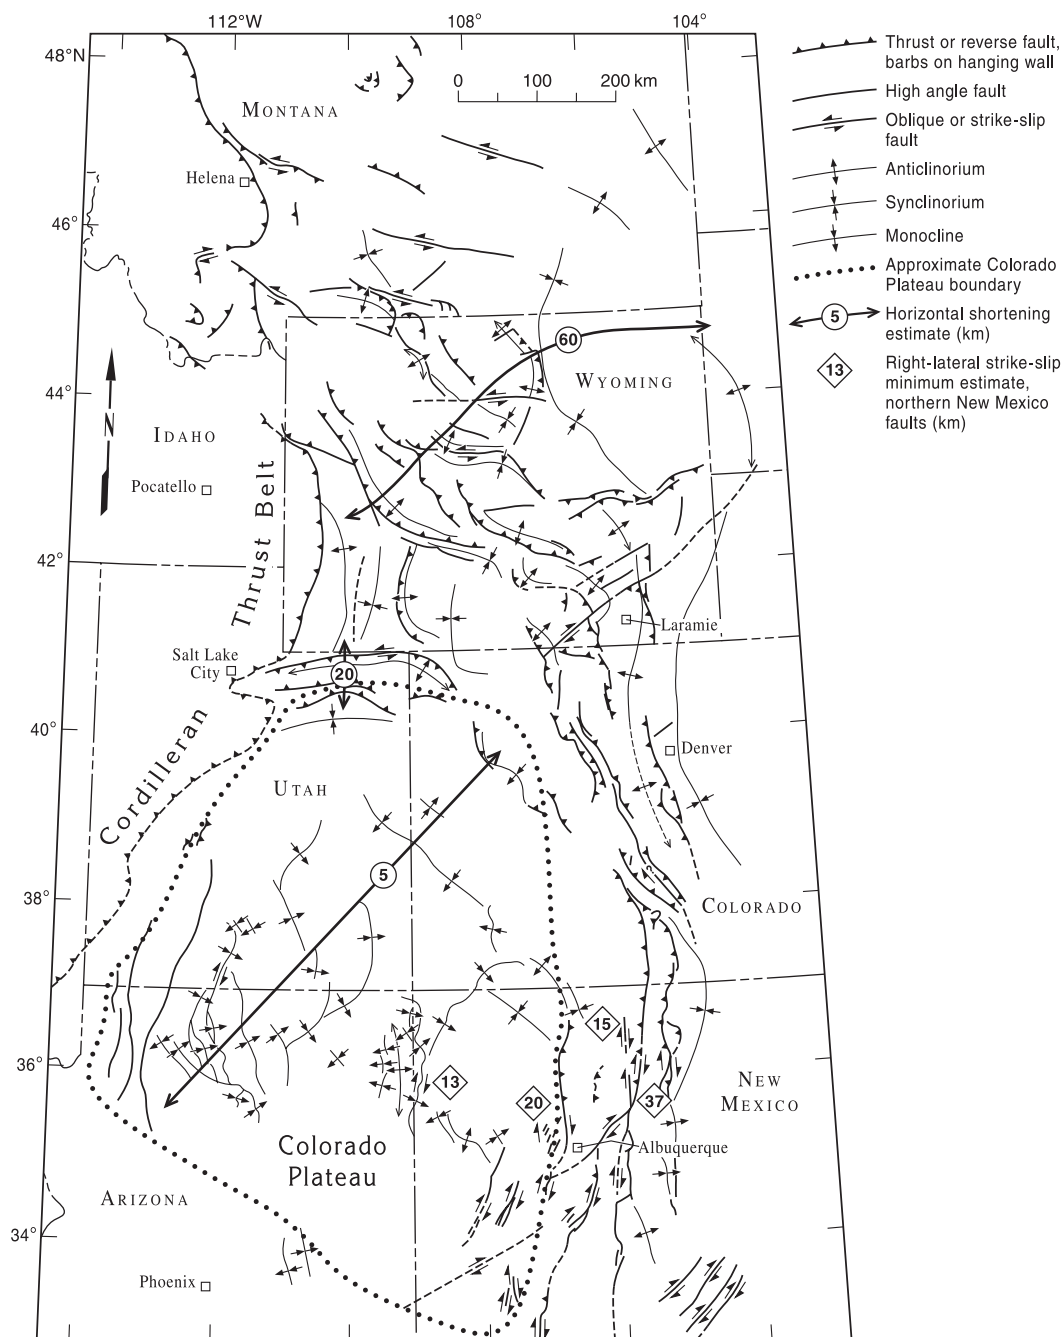 112°W
108°
104°
48°N
MONTANA
0 100 200 km
Helena
46°
60
WYOMING
44°
N
IDAHO
Pocatello
42°
Thrust Belt
Laramie
Salt Lake
City
20
40°
Denver
UTAH
Cordilleran
5
38°
COLORADO
?
15
36°
13
20
37
NEW
MEXICO
Colorado
Plateau
Albuquerque
ARIZONA
34°
Phoenix
Thrust or reverse fault,
barbs on hanging wall
High angle fault
Oblique or strike-slip
fault
Anticlinorium
Synclinorium
Monocline
Approximate Colorado
Plateau boundary
5
Horizontal shortening
estimate (km)
13
Right-lateral strike-slip
minimum estimate,
northern New Mexico
faults (km)